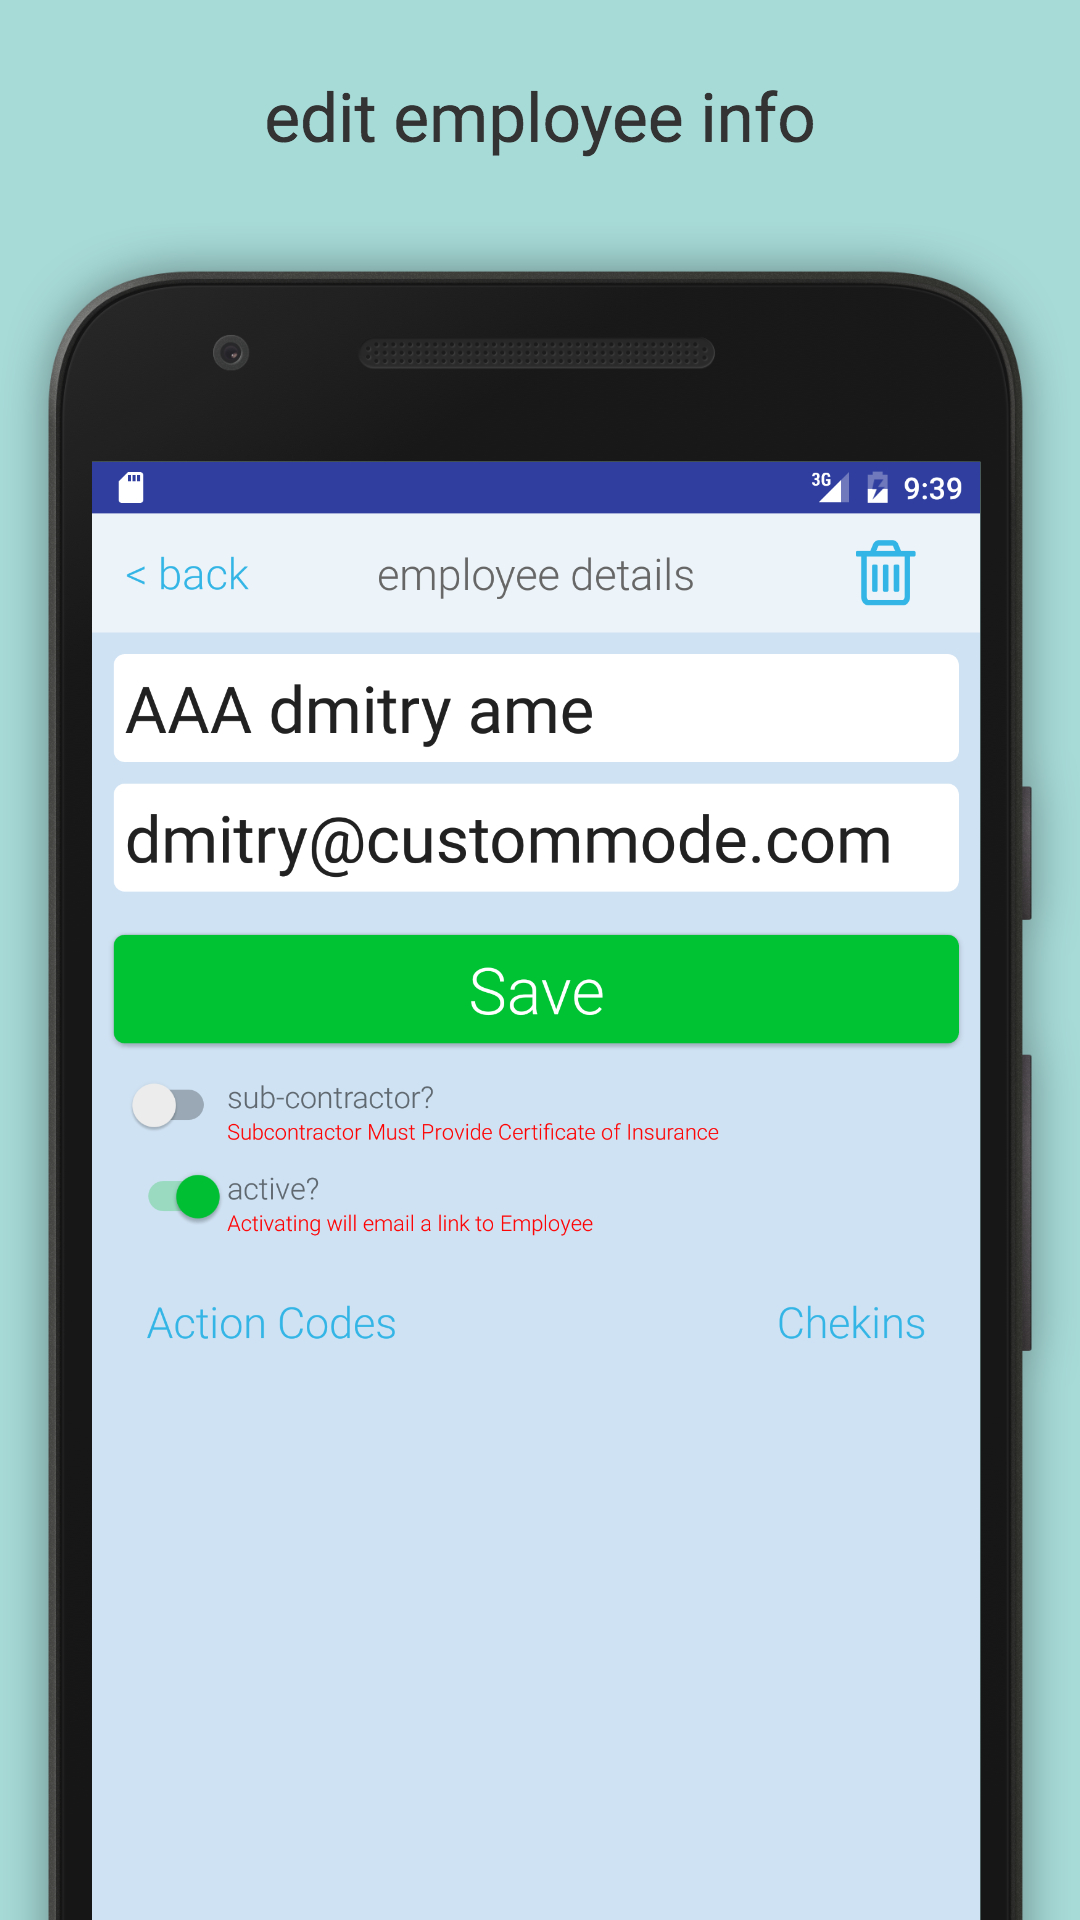 edit employee info
3G 9:39
< back employee details
AAA dmitry ame
dmitry@custommode.com
Save
sub-contractor?
Subcontractor Must Provide Certificate of Insurance
active?
Activating will email a link to Employee
Action Codes Chekins